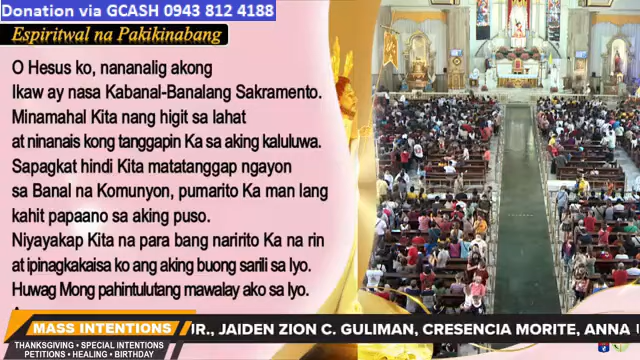 Donation via GCASH 0943 812 4188
Espiritwal na Pakikinabang
O Hesus ko, nananalig akong
Ikaw ay nasa Kabanal-Banalang Sakramento.
Minamahal Kita nang higit sa lahat
at ninanais kong tanggapin Ka sa aking kaluluwa.
Sapagkat hindi Kita matatanggap ngayon
sa Banal na Komunyon, pumarito Ka man lang
kahit papaano sa aking puso.
Niyayakap Kita na para bang naririto Ka na rin
at ipinagkakaisa ko ang aking buong sarili sa Iyo.
Huwag Mong pahintulutang mawalay ako sa Iyo.
MASS INTENTIONS
JR., JAIDEN ZION C. GULIMAN, CRESENCIA MORITE, ANNA
THANKSGIVING • SPECIAL INTENTIONS
PETITIONS • HEALING • BIRTHDAY